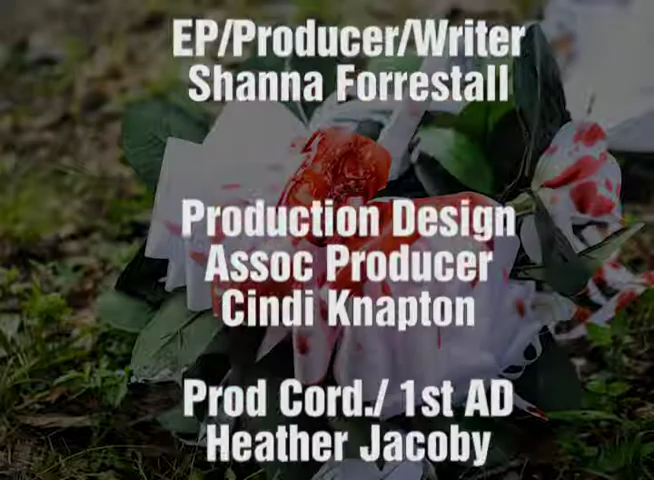 EP/Producer/Writer
Shanna Forrestall
Production Design
Assoc Producer
Cindi Knapton
Prod Cord./ 1st AD
Heather Jacoby